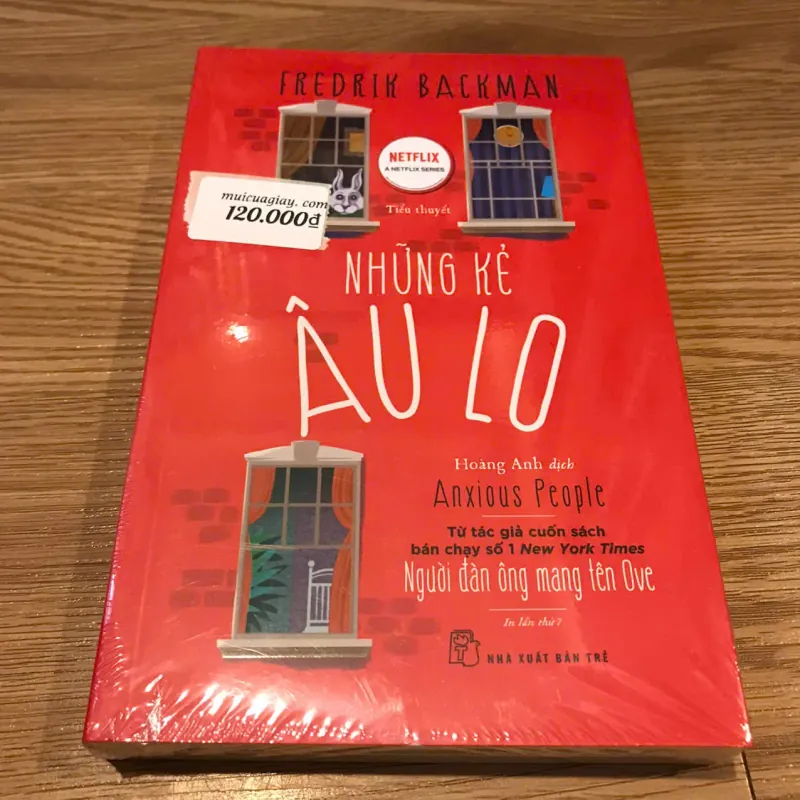 FREDRIK BACKMAN
NETFLIX
A NETFLIX SERIES
muicuagiay. com
120.000₫
Tiểu thuyết
NHỮNG KẺ
ÂU LO
Hoàng Anh dịch
Anxious People
Từ tác giả cuốn sách
bán chạy số 1 New York Times
Người đàn ông mang tên Ove
In lần thứ 7
NHÀ XUẤT BẢN TRẺ